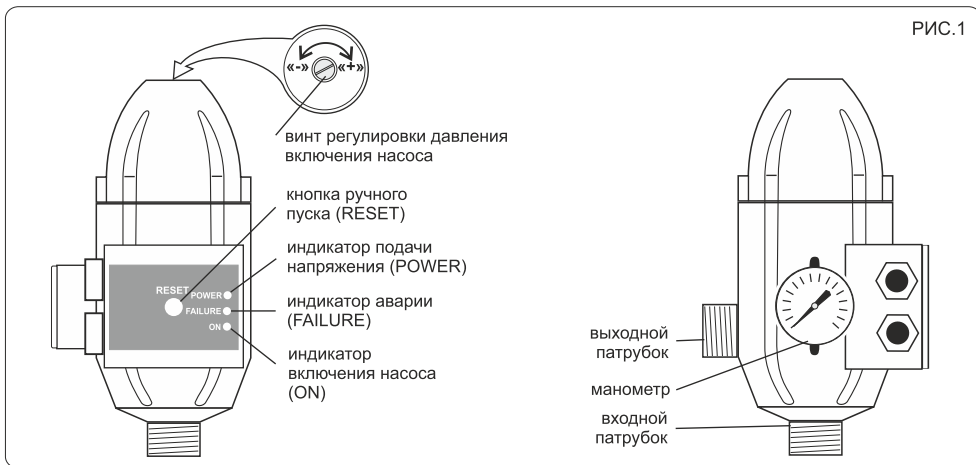 РИС.1
«-» «+»
винт регулировки давления
включения насоса
кнопка ручного
пуска (RESET)
индикатор подачи
напряжения (POWER)
индикатор аварии
(FAILURE)
индикатор
включения насоса
(ON)
RESET
POWER
FAILURE
ON
выходной
патрубок
манометр
входной
патрубок